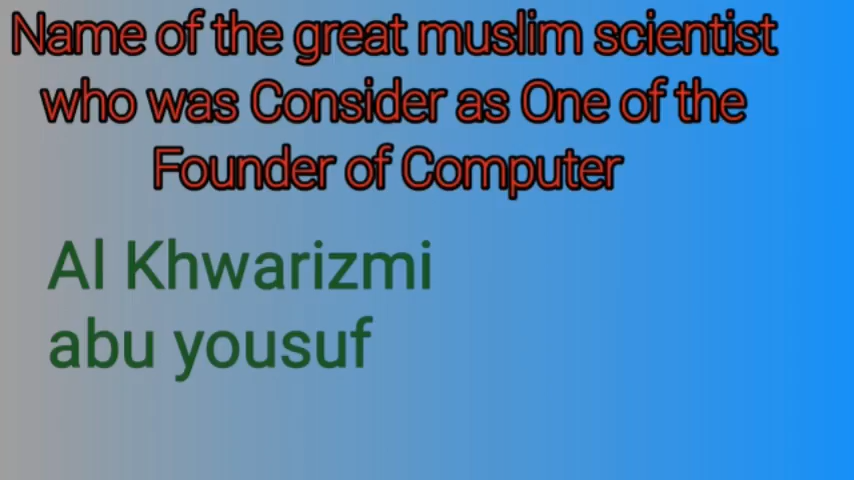 Name of the great muslim scientist
who was Consider as One of the
Founder of Computer
Al Khwarizmi
abu yousuf